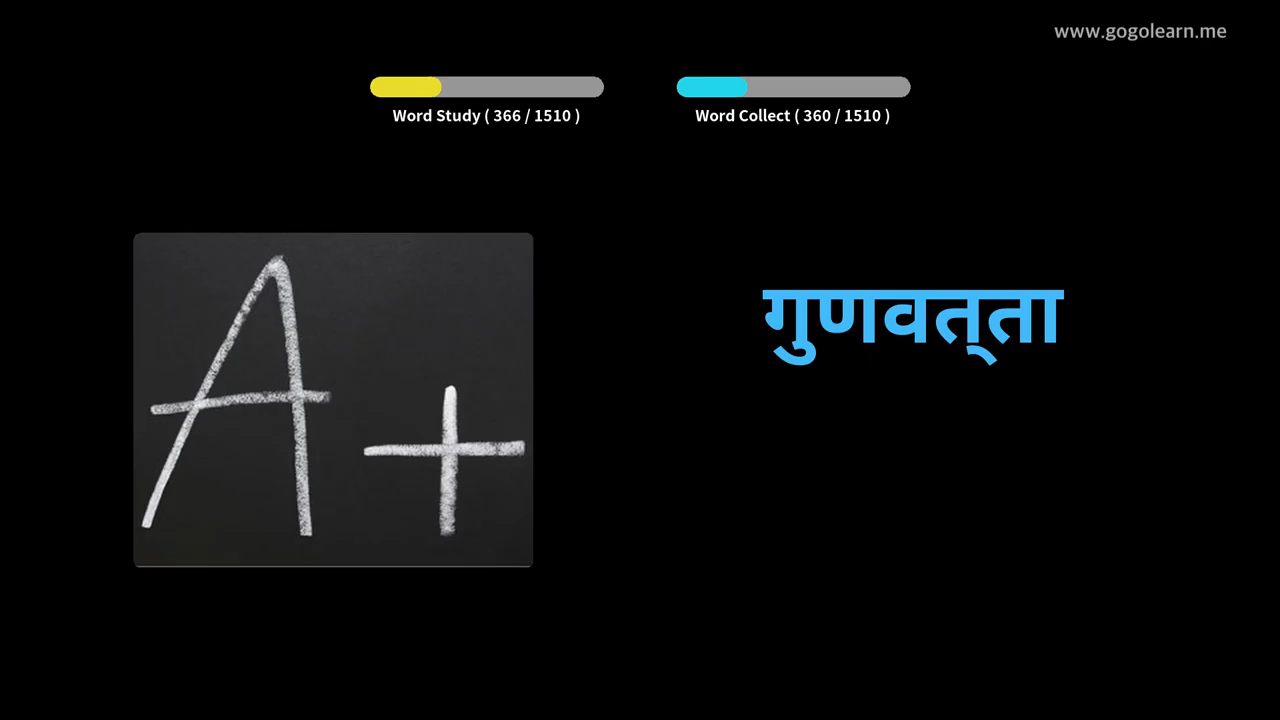 www.gogolearn.me
Word Study ( 366 / 1510 )
Word Collect ( 360 / 1510 )
A+
गुणवत्‌ता